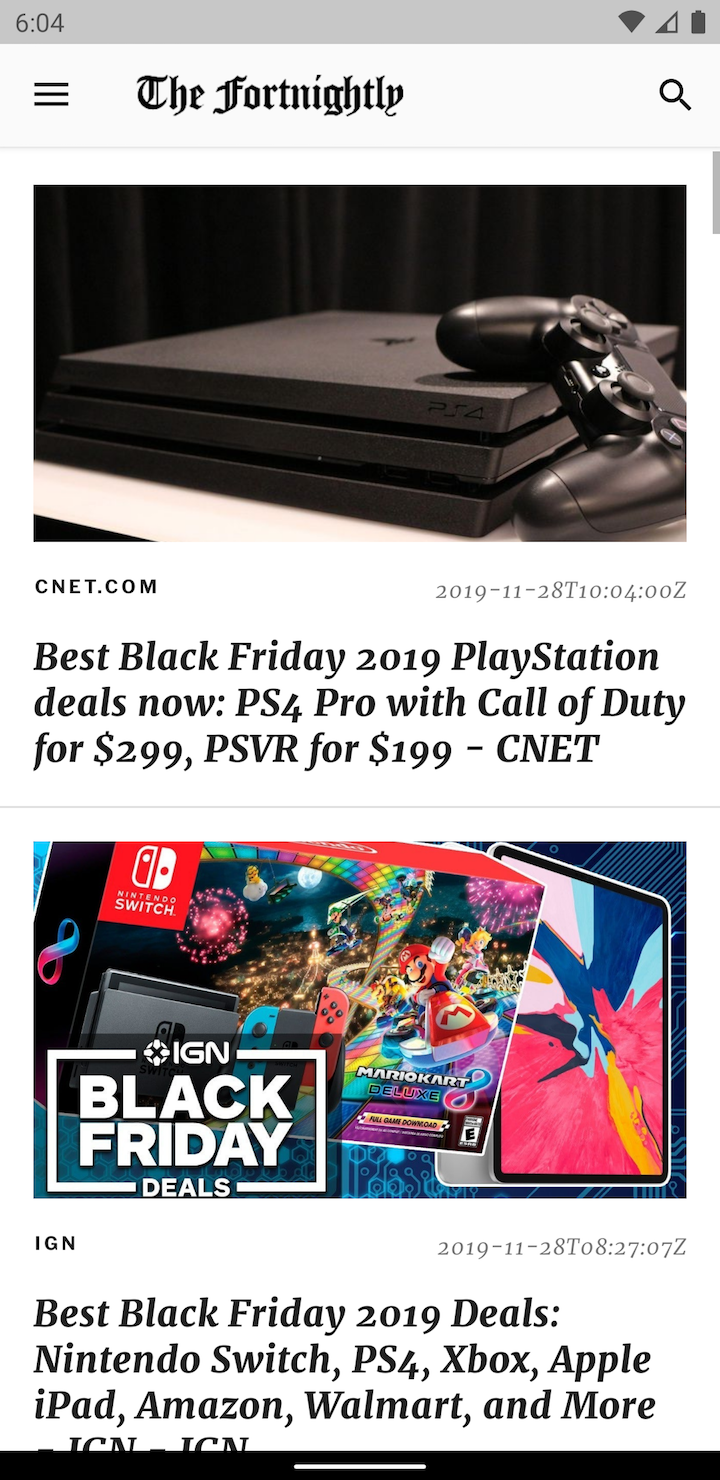 6:04
The Fortnightly
PS4
CNET.COM
2019-11-28T10:04:00Z
Best Black Friday 2019 PlayStation
deals now: PS4 Pro with Call of Duty
for $299, PSVR for $199 - CNET
NINTENDO
SWITCH
MARIOKART 8
DELUXE
FULL GAME DOWNLOAD
E
IGN
BLACK
FRIDAY
DEALS
IGN
2019-11-28T08:27:07Z
Best Black Friday 2019 Deals:
Nintendo Switch, PS4, Xbox, Apple
iPad, Amazon, Walmart, and More
- IGN - IGN